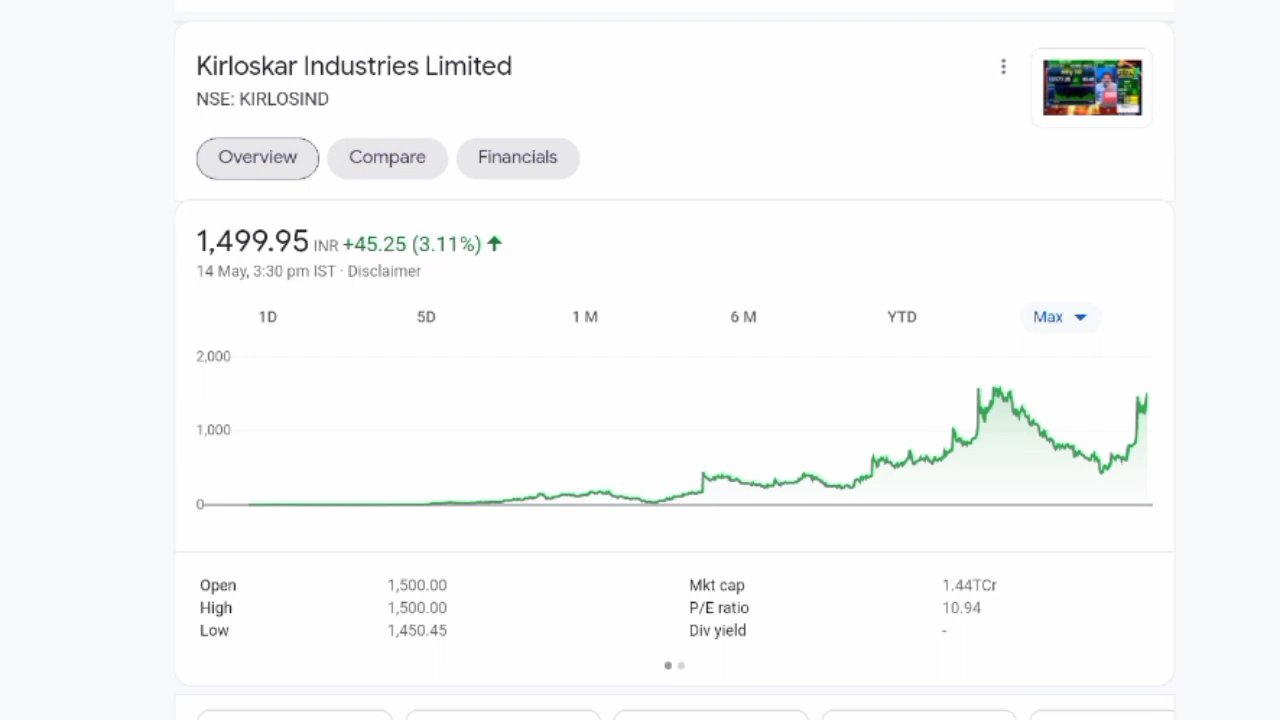 Kirloskar Industries Limited
NSE: KIRLOSIND
Overview Compare Financials
1,499.95 INR +45.25 (3.11%)
14 May, 3:30 pm IST · Disclaimer
1D 5D 1 M 6 M YTD Max
2,000
1,000
0
Open 1,500.00 Mkt cap 1.44TCr
High 1,500.00 P/E ratio 10.94
Low 1,450.45 Div yield -